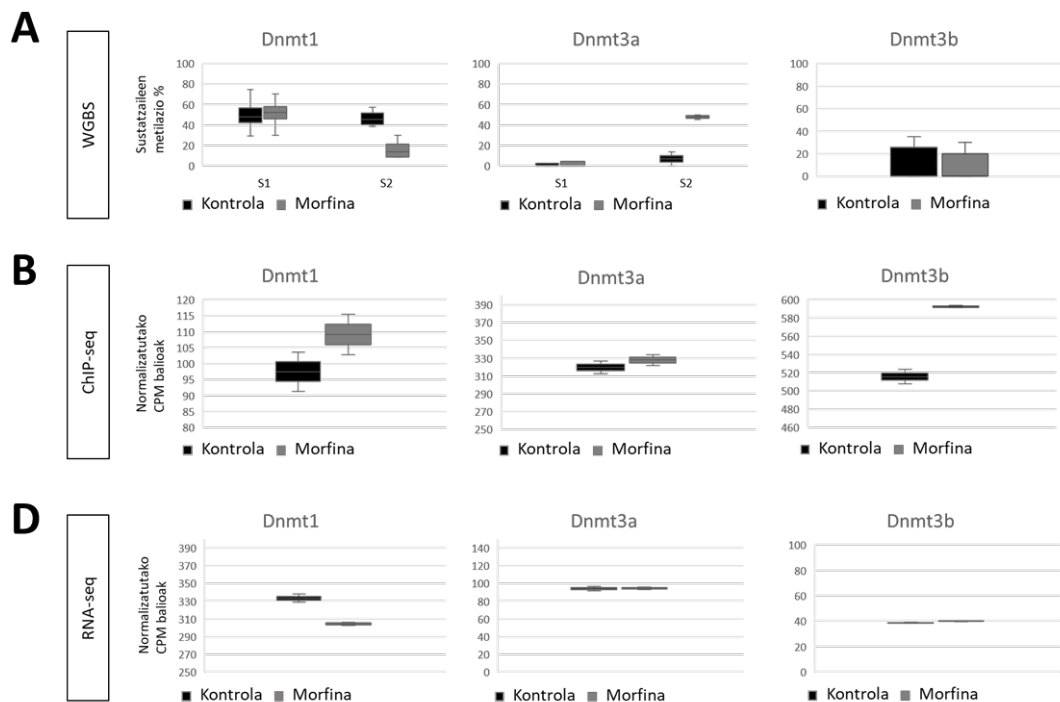 A
WGBS
Dnmt1
Sustatzaileen
metilazio %
100
80
60
40
20
0
S1
S2
Kontrola Morfina
Dnmt3a
100
80
60
40
20
0
S1
S2
Kontrola Morfina
Dnmt3b
100
80
60
40
20
0
Kontrola Morfina
B
ChIP-seq
Dnmt1
Normalizatutako
CPM balioak
120
115
110
105
100
95
90
85
80
Kontrola Morfina
Dnmt3a
390
370
350
330
310
290
270
250
Kontrola Morfina
Dnmt3b
600
580
560
540
520
500
480
460
Kontrola Morfina
D
RNA-seq
Dnmt1
Normalizatutako
CPM balioak
390
370
350
330
310
290
270
250
Kontrola Morfina
Dnmt3a
140
120
100
80
60
40
20
0
Kontrola Morfina
Dnmt3b
100
80
60
40
20
0
Kontrola Morfina